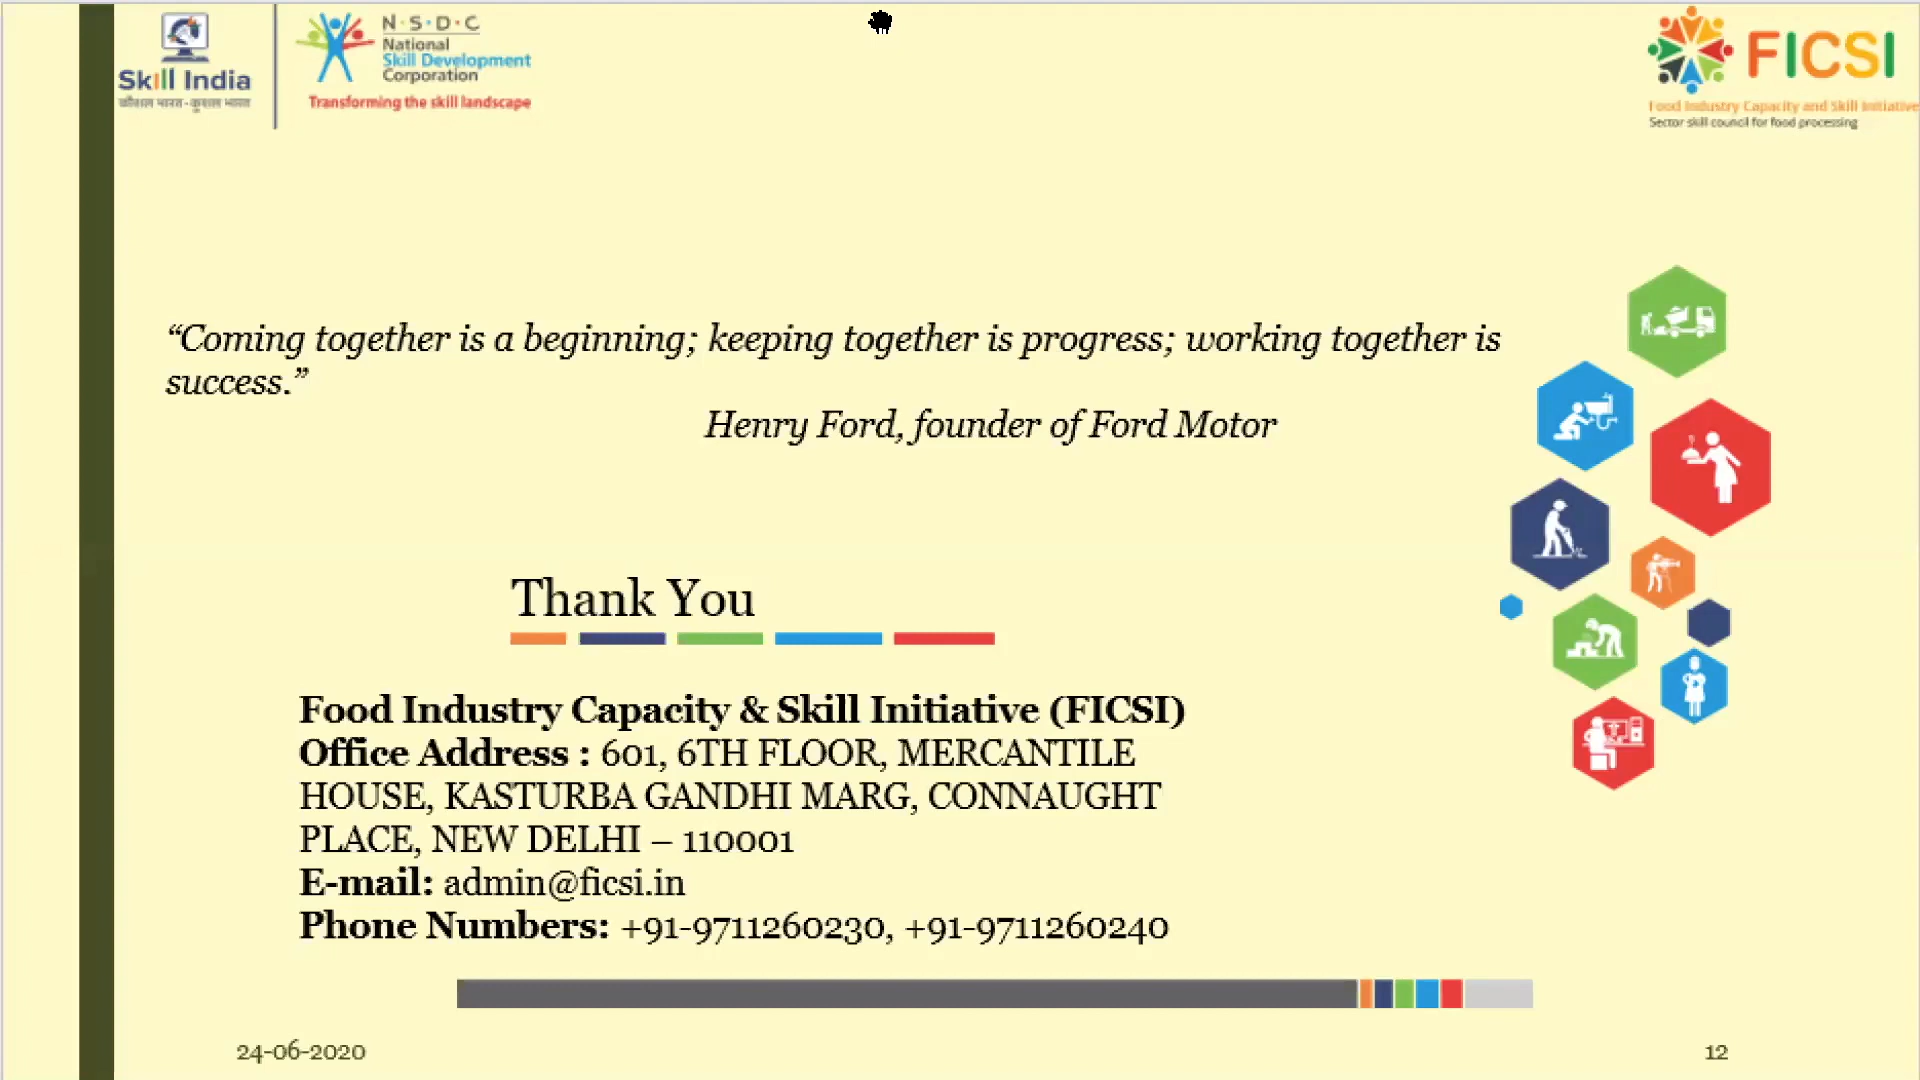 Skill India
कौशल भारत - कुशल भारत
N·S·D·C
National
Skill Development
Corporation
Transforming the skill landscape
FICSI
Food Industry Capacity and Skill Initiative
Sector skill council for food processing
“Coming together is a beginning; keeping together is progress; working together is
success.”
Henry Ford, founder of Ford Motor
Thank You
Food Industry Capacity & Skill Initiative (FICSI)
Office Address : 601, 6TH FLOOR, MERCANTILE
HOUSE, KASTURBA GANDHI MARG, CONNAUGHT
PLACE, NEW DELHI – 110001
E-mail: admin@ficsi.in
Phone Numbers: +91-9711260230, +91-9711260240
24-06-2020
12